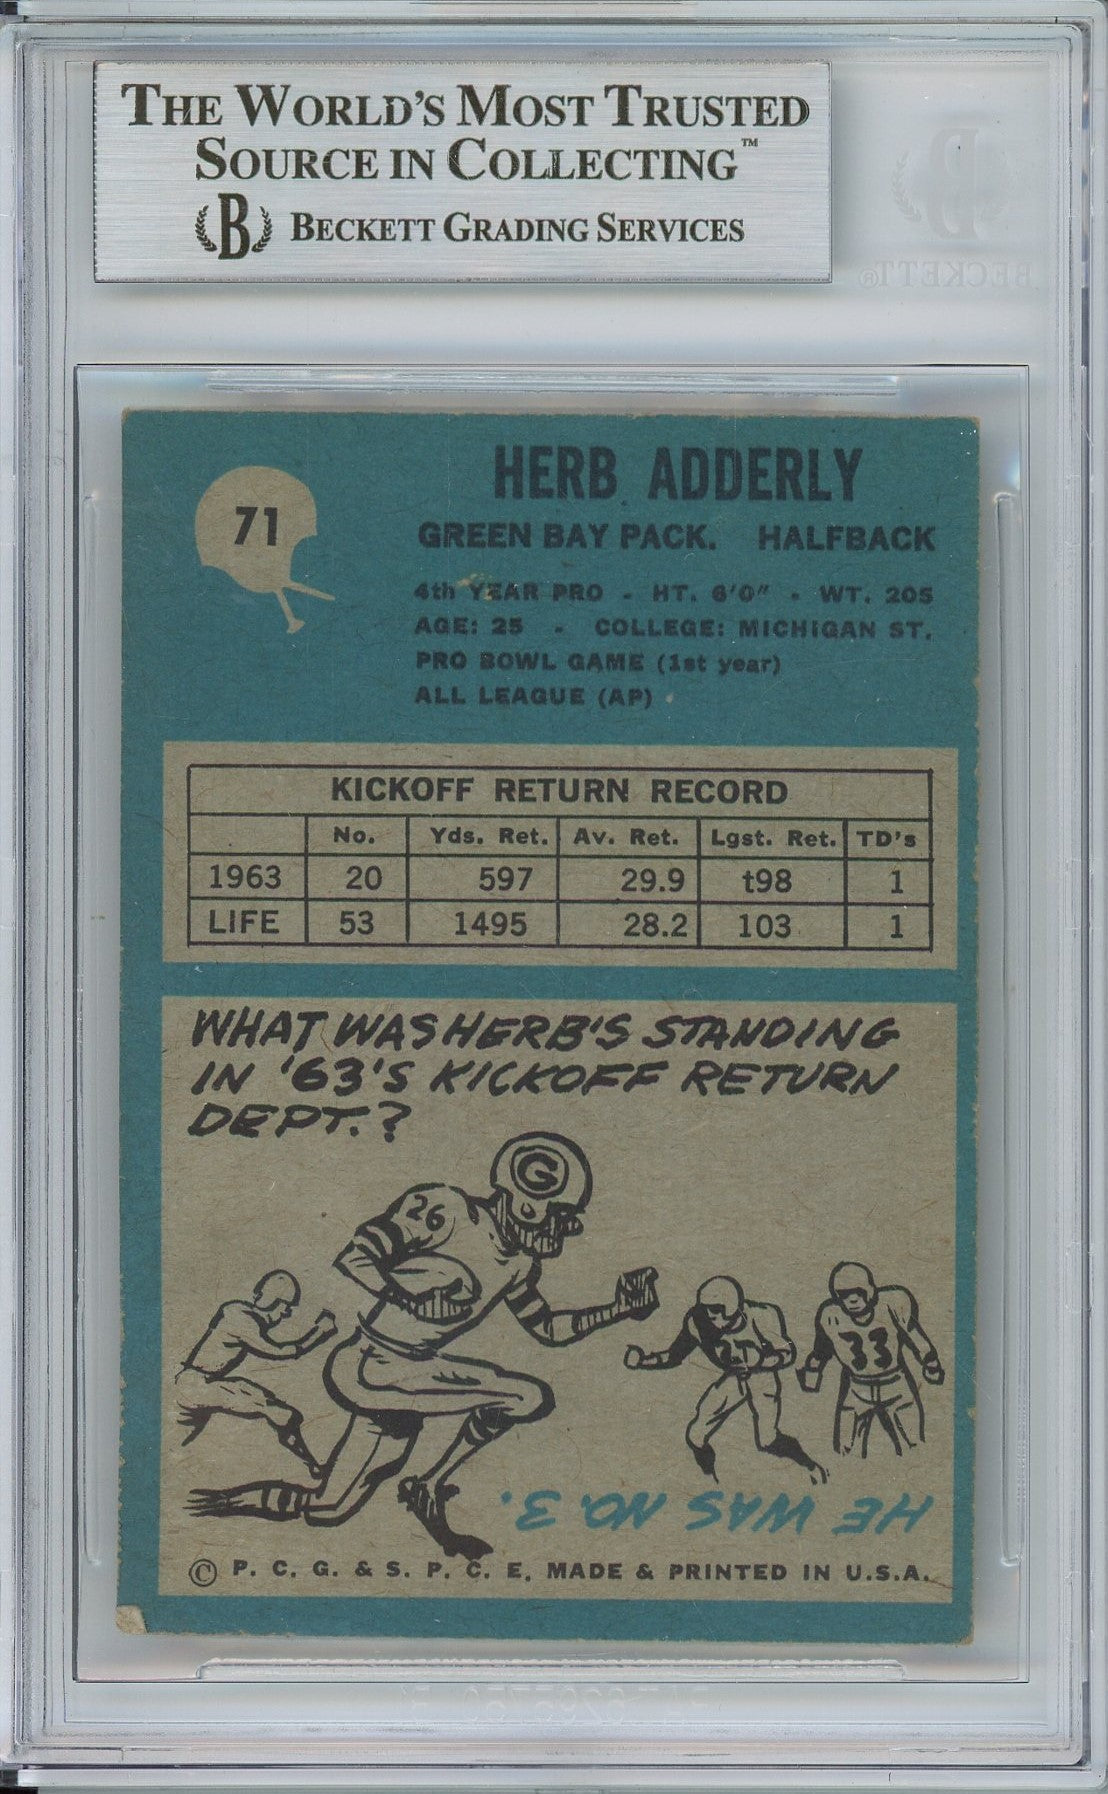 THE WORLD'S MOST TRUSTED
SOURCE IN COLLECTING™
B BECKETT GRADING SERVICES
BECKETT®
HERB ADDERLY
71
GREEN BAY PACK. HALFBACK
4th YEAR PRO - HT. 6'0" - WT. 205
AGE: 25 - COLLEGE: MICHIGAN ST.
PRO BOWL GAME (1st year)
ALL LEAGUE (AP)
KICKOFF RETURN RECORD
No. Yds. Ret. Av. Ret. Lgst. Ret. TD's
1963 20 597 29.9 t98 1
LIFE 53 1495 28.2 103 1
WHAT WAS HERB'S STANDING
IN '63'S KICKOFF RETURN
DEPT.?
G
26
33
HE WAS NO. 3.
© P. C. G. & S. P. C. E. MADE & PRINTED IN U.S.A.